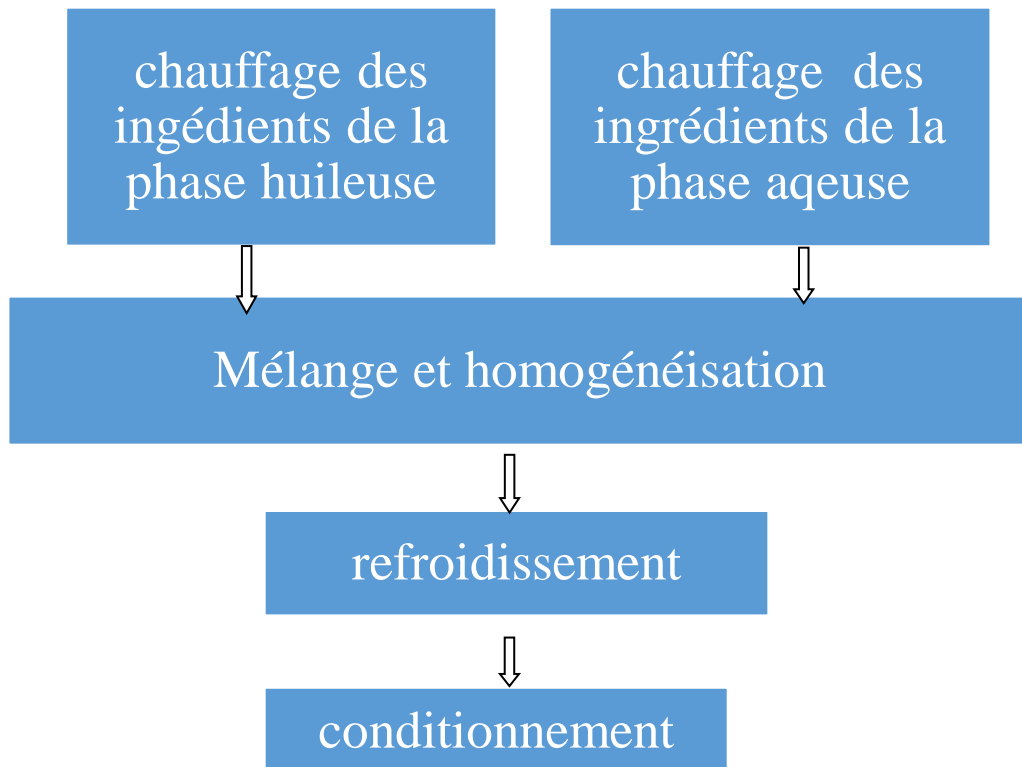 chauffage des
ingédients de la
phase huileuse
chauffage  des
ingrédients de la
phase aqeuse
Mélange et homogénéisation
refroidissement
conditionnement